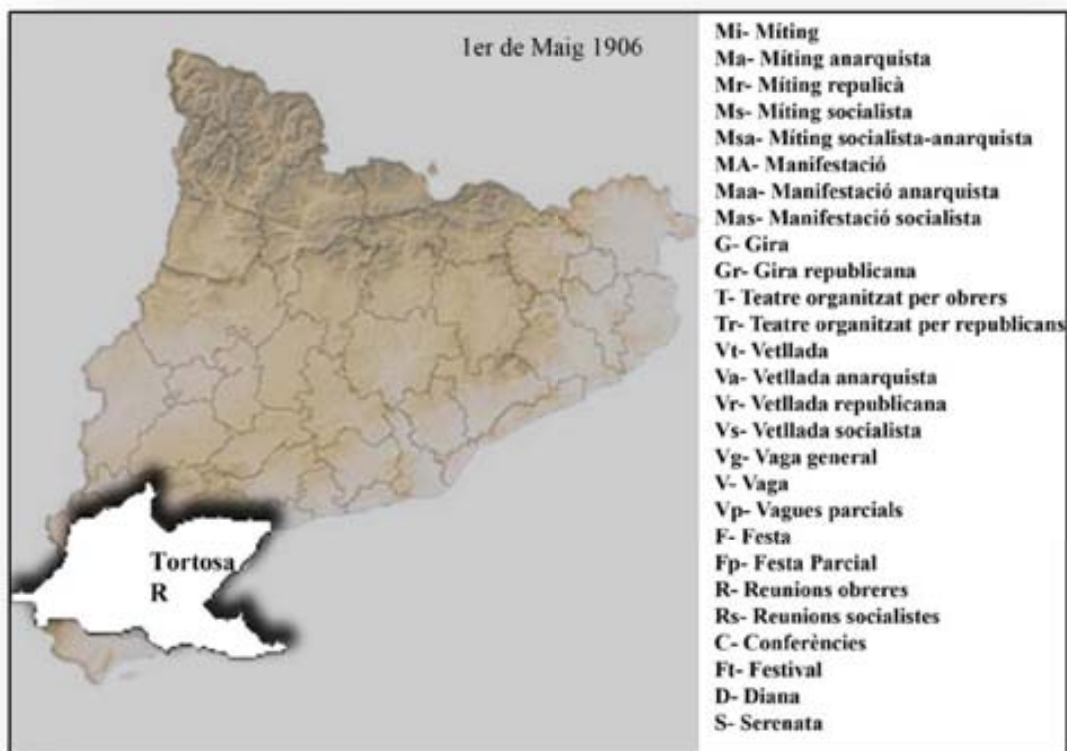 1er de Maig 1906
Tortosa
R
Mi- Míting
Ma- Míting anarquista
Mr- Míting repulicà
Ms- Míting socialista
Msa- Míting socialista-anarquista
MA- Manifestació
Maa- Manifestació anarquista
Mas- Manifestació socialista
G- Gira
Gr- Gira republicana
T- Teatre organitzat per obrers
Tr- Teatre organitzat per republicans
Vt- Vetllada
Va- Vetllada anarquista
Vr- Vetllada republicana
Vs- Vetllada socialista
Vg- Vaga general
V- Vaga
Vp- Vagues parcials
F- Festa
Fp- Festa Parcial
R- Reunions obreres
Rs- Reunions socialistes
C- Conferències
Ft- Festival
D- Diana
S- Serenata